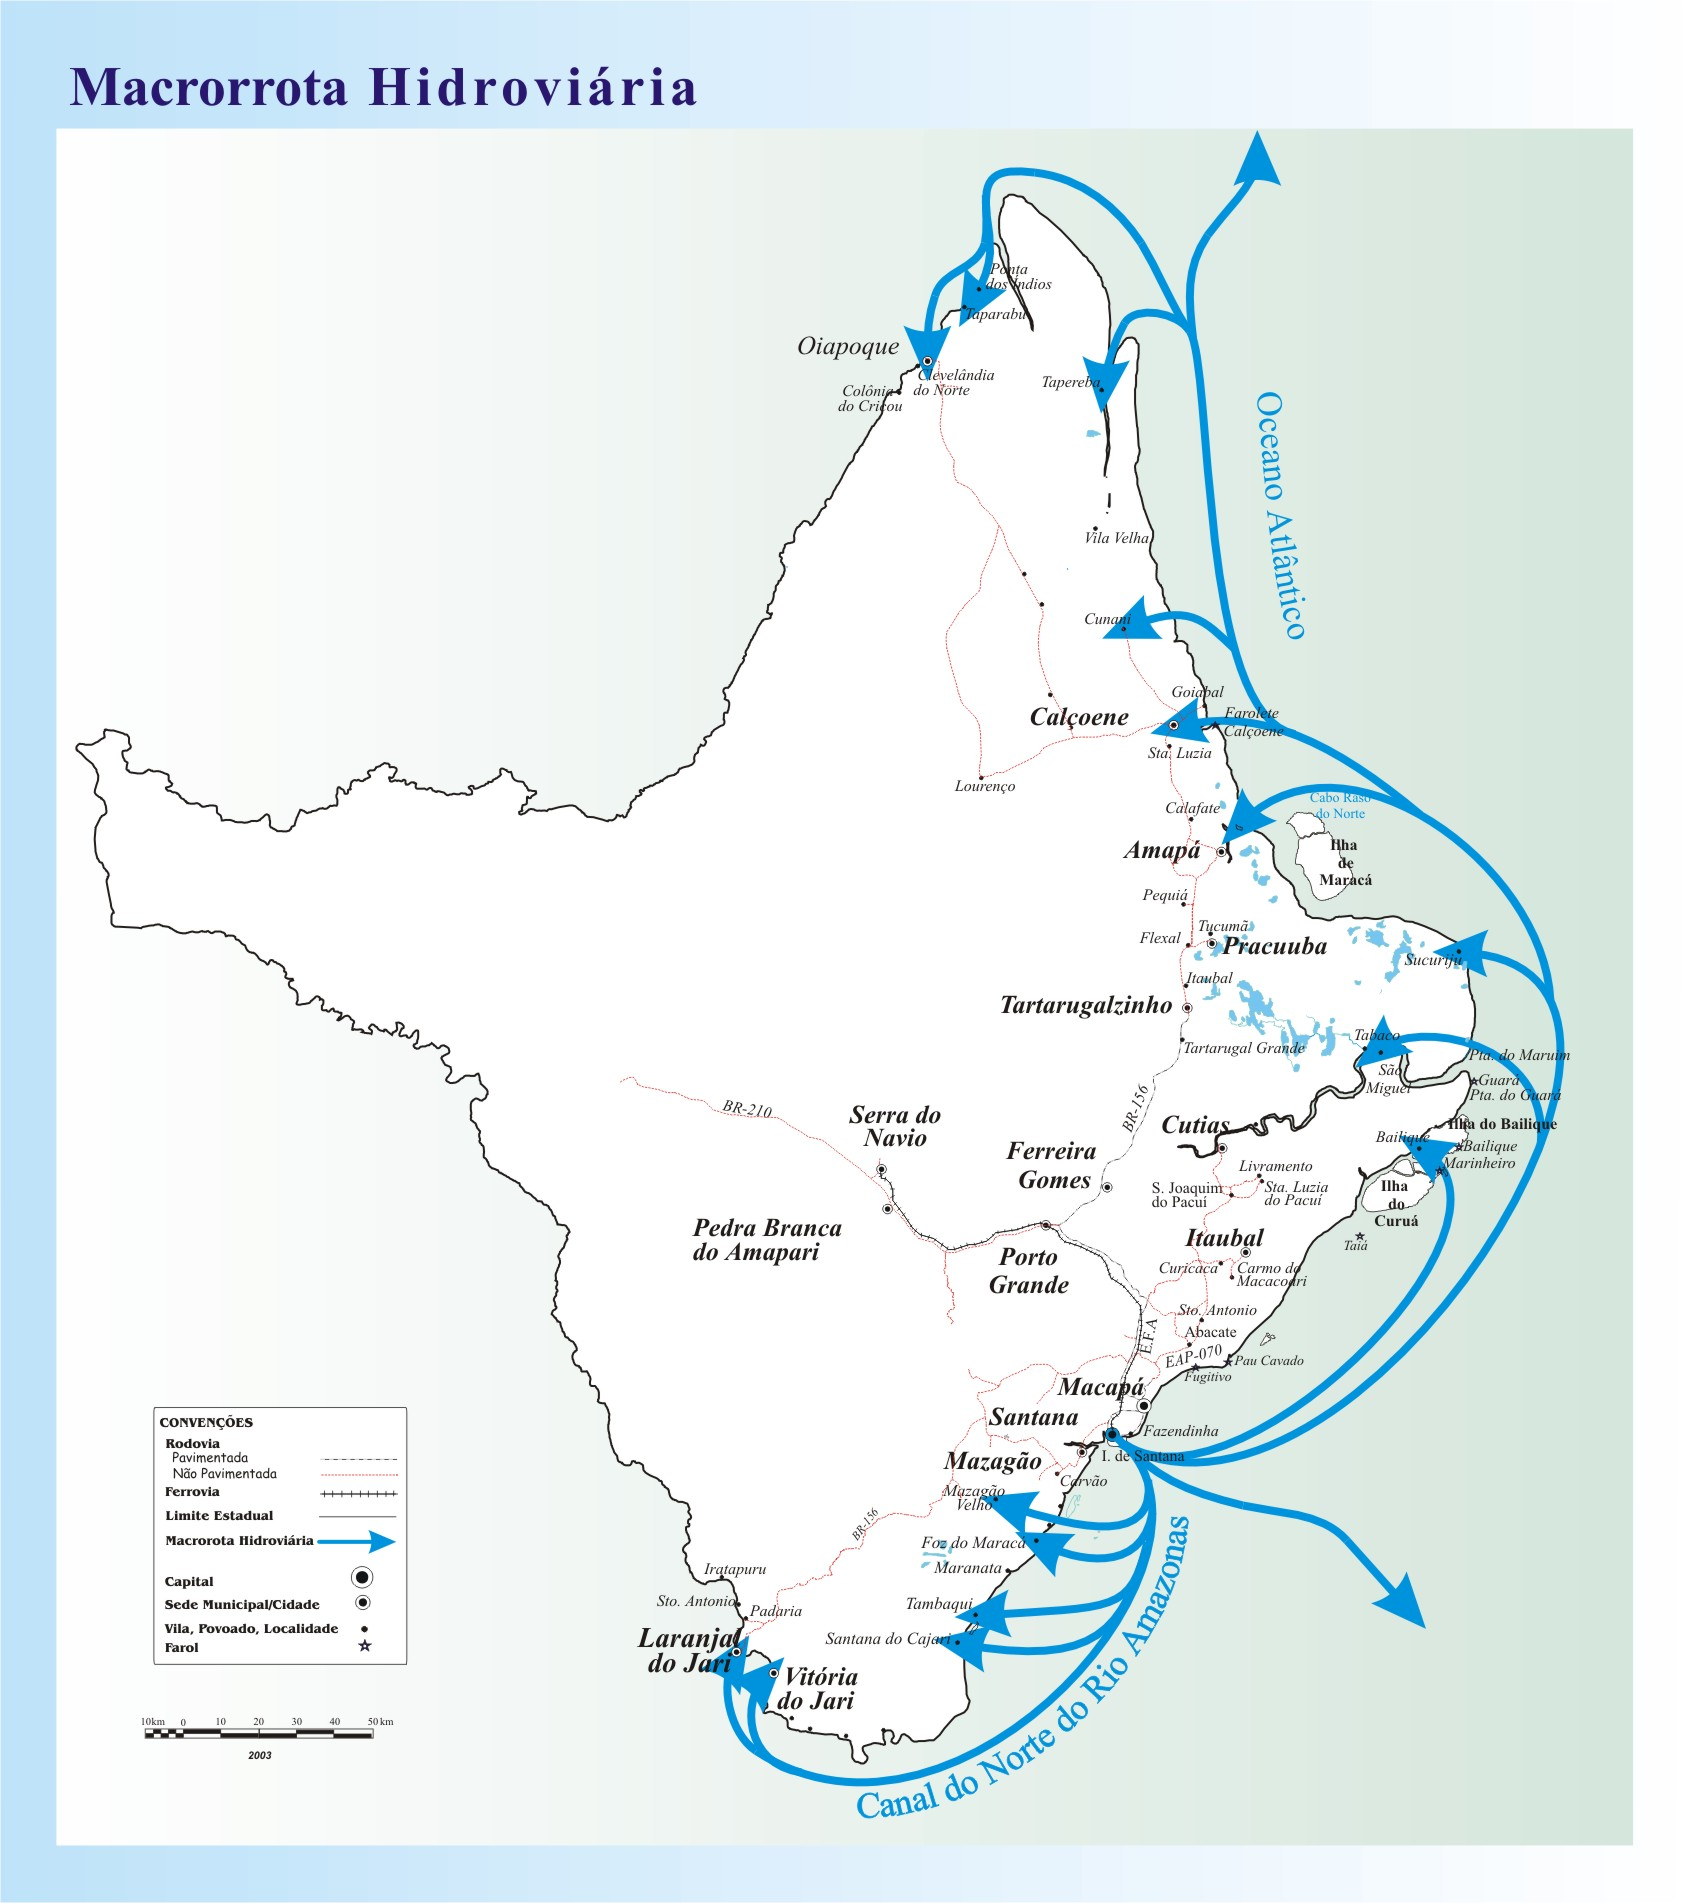 Macrorrota Hidroviária
Ponta
dos Índios
Taparabu
Oiapoque
Clevelândia
do Norte
Colônia
do Cricou
Tapereba
Oceano Atlântico
Vila Velha
Cunani
Goiabal
Calçoene
Farolete
Calçoene
Sta. Luzia
Lourenço
Calafate
Cabo Raso
do Norte
Amapá
Ilha
de
Maracá
Pequiá
Tucumã
Flexal
Pracuuba
Sucuriju
Itaubal
Tartarugalzinho
Tabaco
Tartarugal Grande
Pta. do Maruim
São
Miguel
Guará
Pta. do Guará
BR-210
BR-156
Serra do
Navio
Cutias
Ilha do Bailique
Bailique
Bailique
Marinheiro
Ferreira
Gomes
Livramento
S. Joaquim
do Pacuí
Sta. Luzia
do Pacuí
Ilha
do
Curuá
Pedra Branca
do Amapari
Itaubal
Taiá
Porto
Grande
Curicaca
Carmo do
Macacoari
Sto. Antonio
Abacate
E.F.A
EAP-070
Pau Cavado
Fugitivo
Macapá
Santana
Fazendinha
I. de Santana
Mazagão
Carvão
Mazagão
Velho
BR-156
Foz do Maracá
Maranata
Iratapuru
Sto. Antonio
Padaria
Tambaqui
Santana do Cajari
Laranjal
do Jari
Vitória
do Jari
Canal do Norte do Rio Amazonas
CONVENÇÕES
Rodovia
Pavimentada
Não Pavimentada
Ferrovia
Limite Estadual
Macrorota Hidroviária
Capital
Sede Municipal/Cidade
Vila, Povoado, Localidade
Farol
10km 0 10 20 30 40 50km
2003